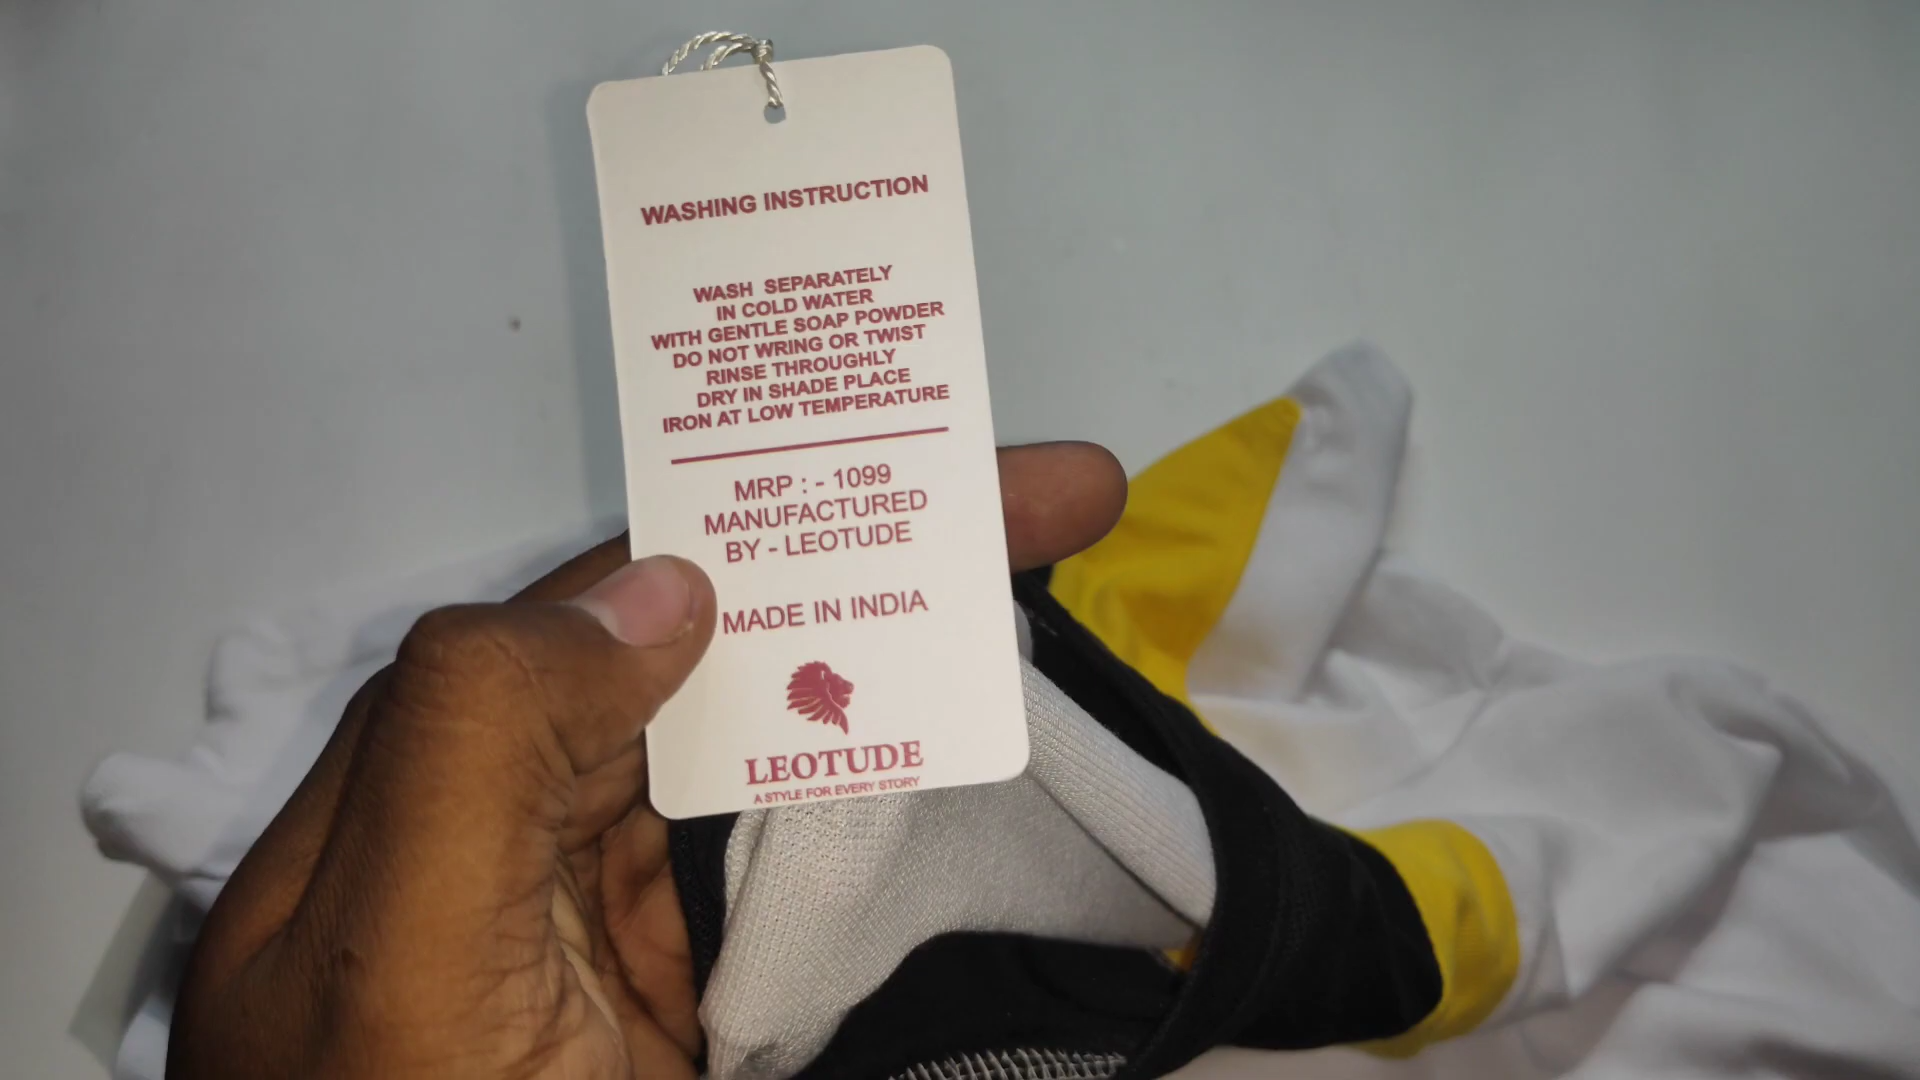 WASHING INSTRUCTION
WASH SEPARATELY
IN COLD WATER
WITH GENTLE SOAP POWDER
DO NOT WRING OR TWIST
RINSE THROUGHLY
DRY IN SHADE PLACE
IRON AT LOW TEMPERATURE
MRP : - 1099
MANUFACTURED
BY - LEOTUDE
MADE IN INDIA
LEOTUDE
A STYLE FOR EVERY STORY